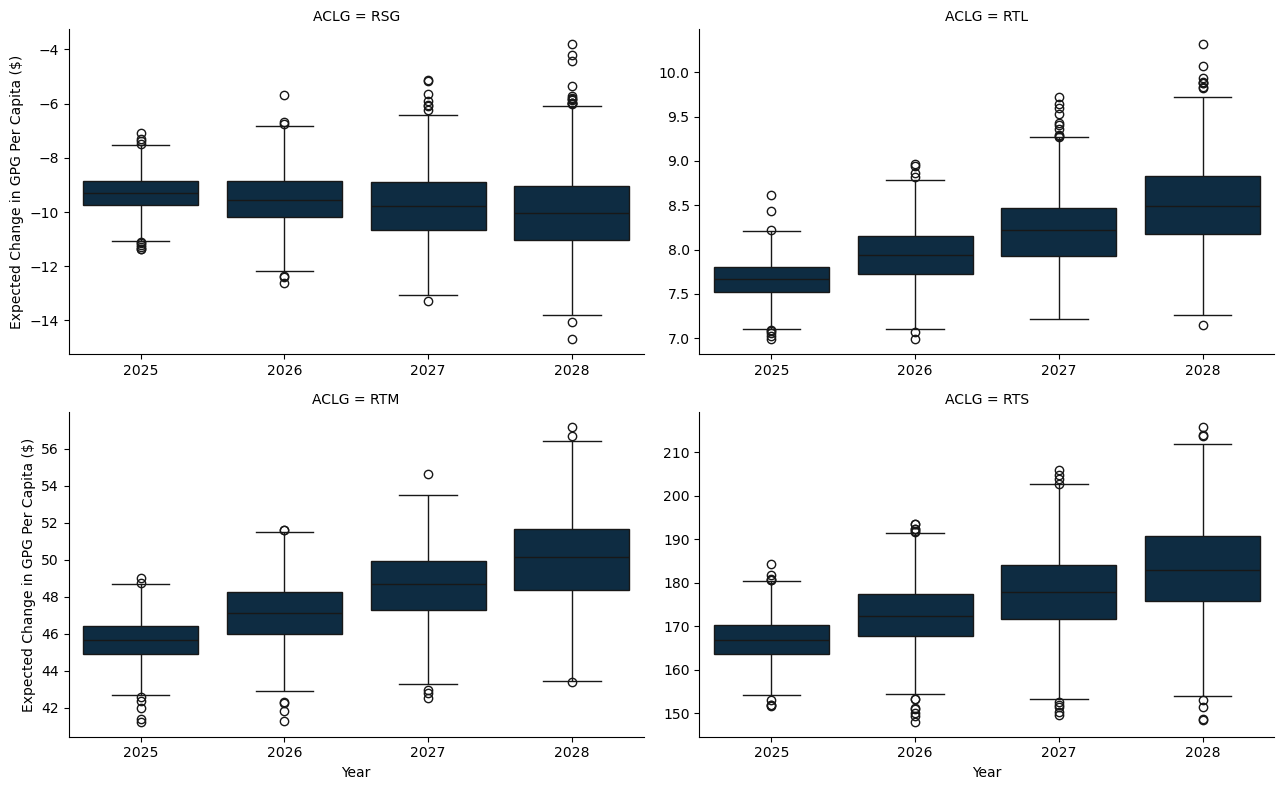 ACLG = RSG
Expected Change in GPG Per Capita ($)
−4
−6
−8
−10
−12
−14
2025 2026 2027 2028
ACLG = RTL
10.0
9.5
9.0
8.5
8.0
7.5
7.0
2025 2026 2027 2028
ACLG = RTM
Expected Change in GPG Per Capita ($)
56
54
52
50
48
46
44
42
2025 2026 2027 2028
Year
ACLG = RTS
210
200
190
180
170
160
150
2025 2026 2027 2028
Year